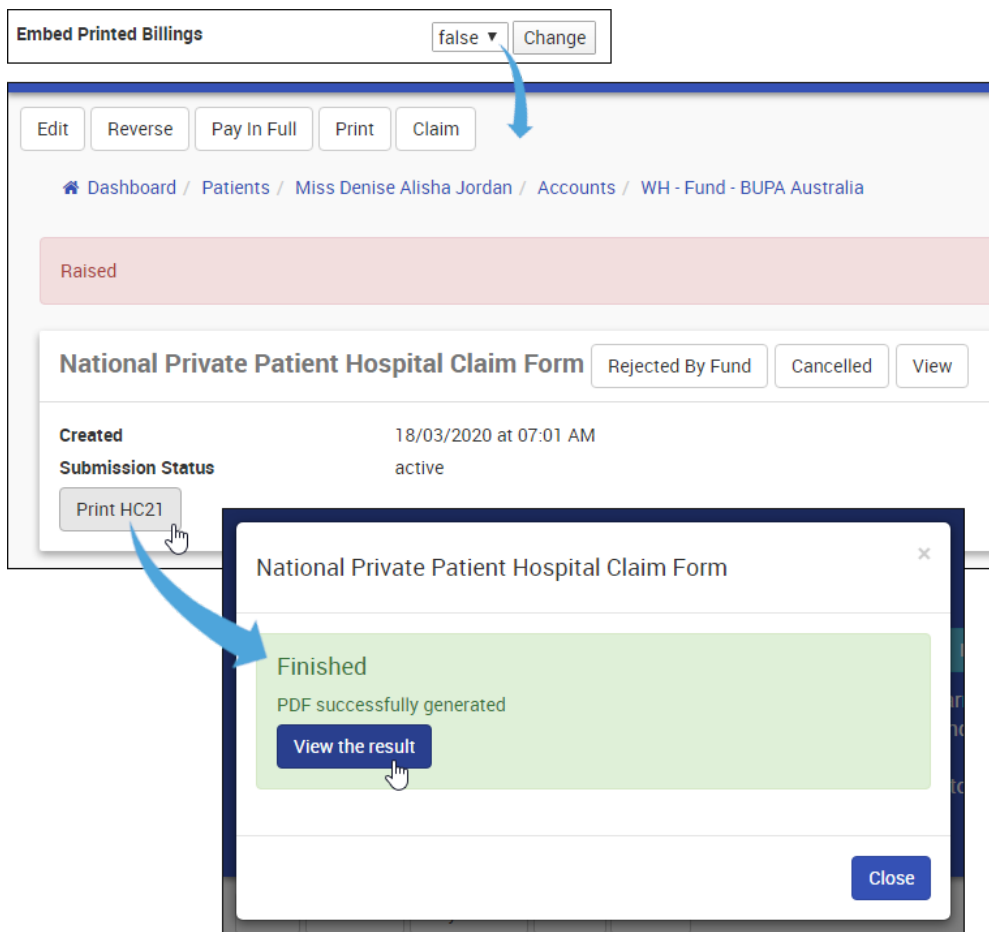 Embed Printed Billings false Change
Edit Reverse Pay In Full Print Claim
Dashboard / Patients / Miss Denise Alisha Jordan / Accounts / WH - Fund - BUPA Australia
Raised
National Private Patient Hospital Claim Form Rejected By Fund Cancelled View
Created 18/03/2020 at 07:01 AM
Submission Status active
Print HC21
National Private Patient Hospital Claim Form ×
Finished
PDF successfully generated
View the result
Close